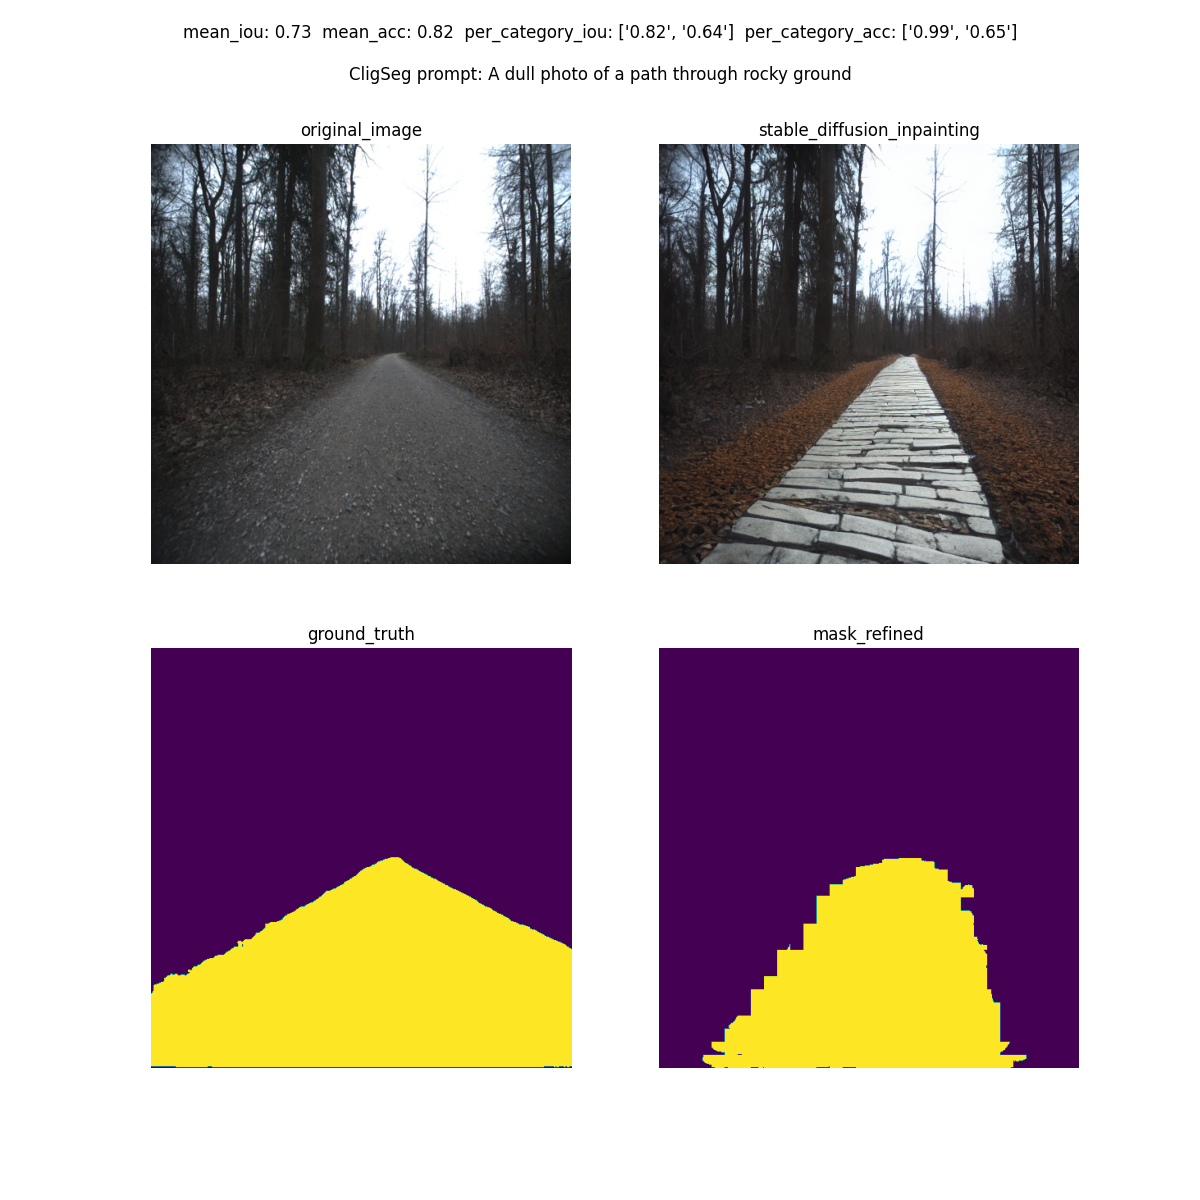 mean_iou: 0.73  mean_acc: 0.82  per_category_iou: ['0.82', '0.64']  per_category_acc: ['0.99', '0.65']
CligSeg prompt: A dull photo of a path through rocky ground
original_image
stable_diffusion_inpainting
ground_truth
mask_refined